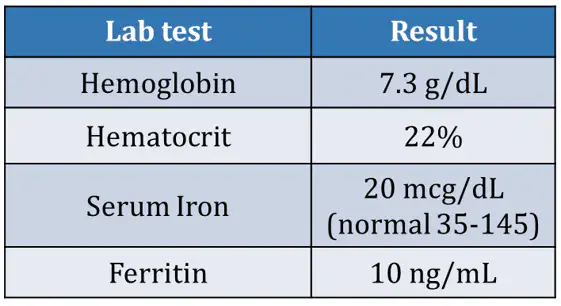 Lab test Result
Hemoglobin 7.3 g/dL
Hematocrit 22%
Serum Iron 20 mcg/dL
(normal 35-145)
Ferritin 10 ng/mL